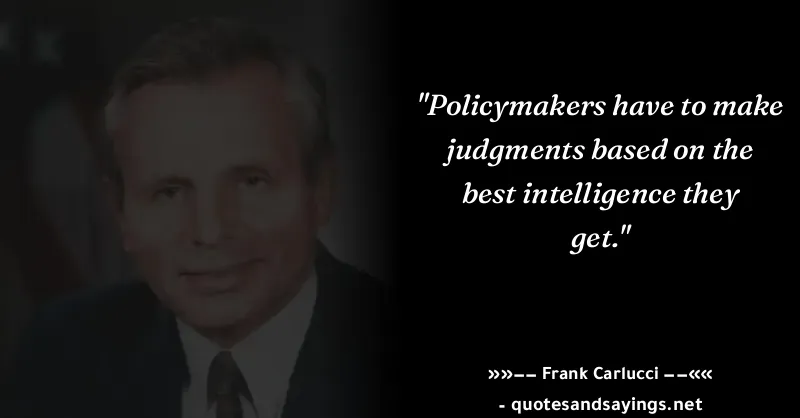 "Policymakers have to make
judgments based on the
best intelligence they
get."
»»−− Frank Carlucci −−««
- quotesandsayings.net